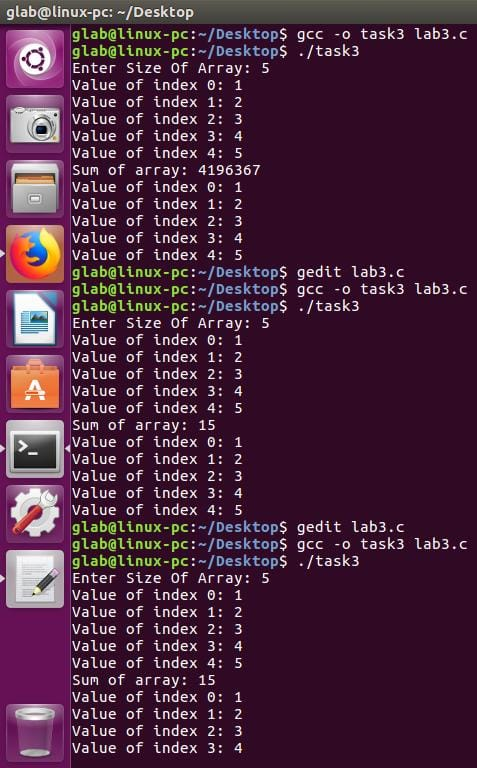 glab@linux-pc: ~/Desktop
glab@linux-pc:~/Desktop$ gcc -o task3 lab3.c
glab@linux-pc:~/Desktop$ ./task3
Enter Size Of Array: 5
Value of index 0: 1
Value of index 1: 2
Value of index 2: 3
Value of index 3: 4
Value of index 4: 5
Sum of array: 4196367
Value of index 0: 1
Value of index 1: 2
Value of index 2: 3
Value of index 3: 4
Value of index 4: 5
glab@linux-pc:~/Desktop$ gedit lab3.c
glab@linux-pc:~/Desktop$ gcc -o task3 lab3.c
glab@linux-pc:~/Desktop$ ./task3
Enter Size Of Array: 5
Value of index 0: 1
Value of index 1: 2
Value of index 2: 3
Value of index 3: 4
Value of index 4: 5
Sum of array: 15
Value of index 0: 1
Value of index 1: 2
Value of index 2: 3
Value of index 3: 4
Value of index 4: 5
glab@linux-pc:~/Desktop$ gedit lab3.c
glab@linux-pc:~/Desktop$ gcc -o task3 lab3.c
glab@linux-pc:~/Desktop$ ./task3
Enter Size Of Array: 5
Value of index 0: 1
Value of index 1: 2
Value of index 2: 3
Value of index 3: 4
Value of index 4: 5
Sum of array: 15
Value of index 0: 1
Value of index 1: 2
Value of index 2: 3
Value of index 3: 4